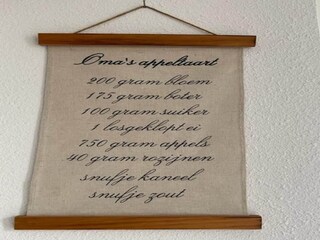 Oma's appeltaart
200 gram bloem
175 gram boter
100 gram suiker
1 losgeklopt ei
750 gram appels
40 gram rozijnen
snufje kaneel
snufje zout